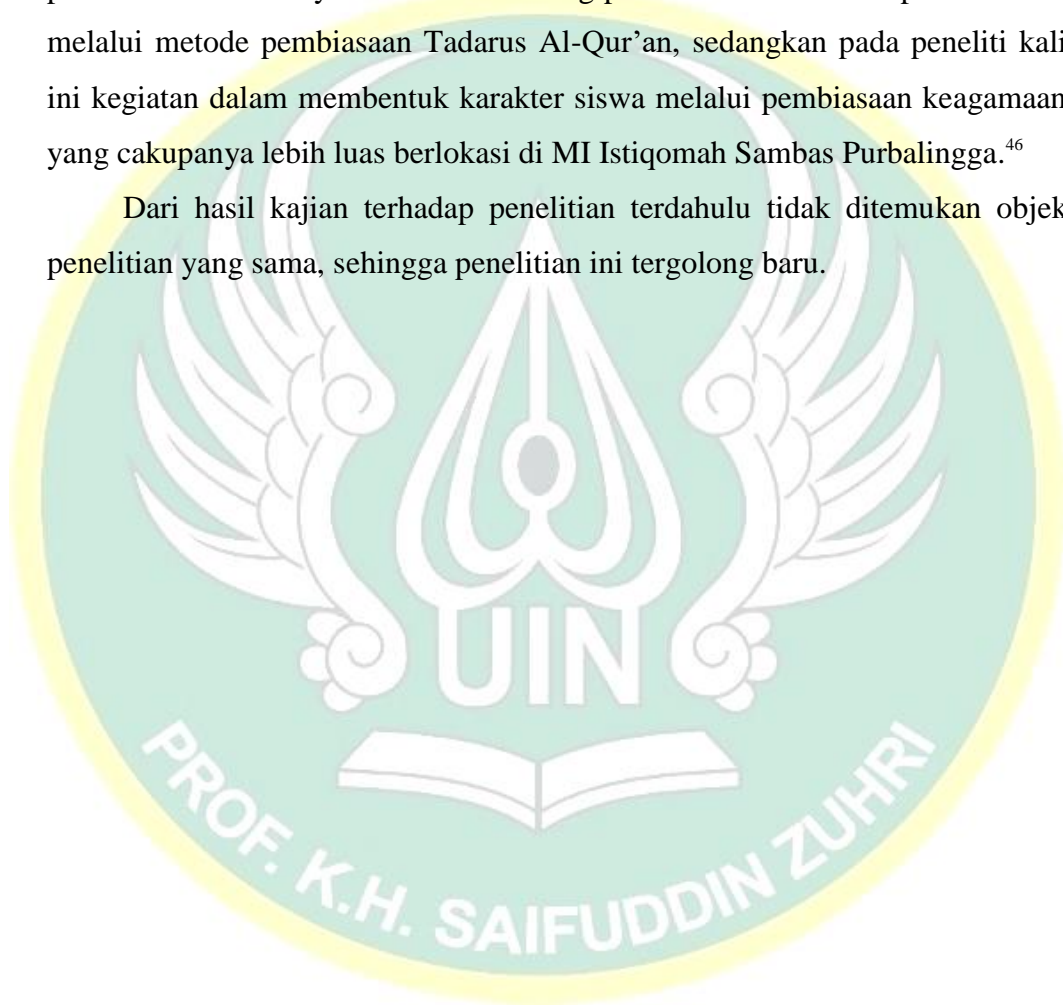 melalui metode pembiasaan Tadarus Al-Qur’an, sedangkan pada peneliti kali
ini kegiatan dalam membentuk karakter siswa melalui pembiasaan keagamaan
yang cakupanya lebih luas berlokasi di MI Istiqomah Sambas Purbalingga.46
Dari hasil kajian terhadap penelitian terdahulu tidak ditemukan objek
penelitian yang sama, sehingga penelitian ini tergolong baru.
UIN
PROF. K.H. SAIFUDDIN ZUHRI